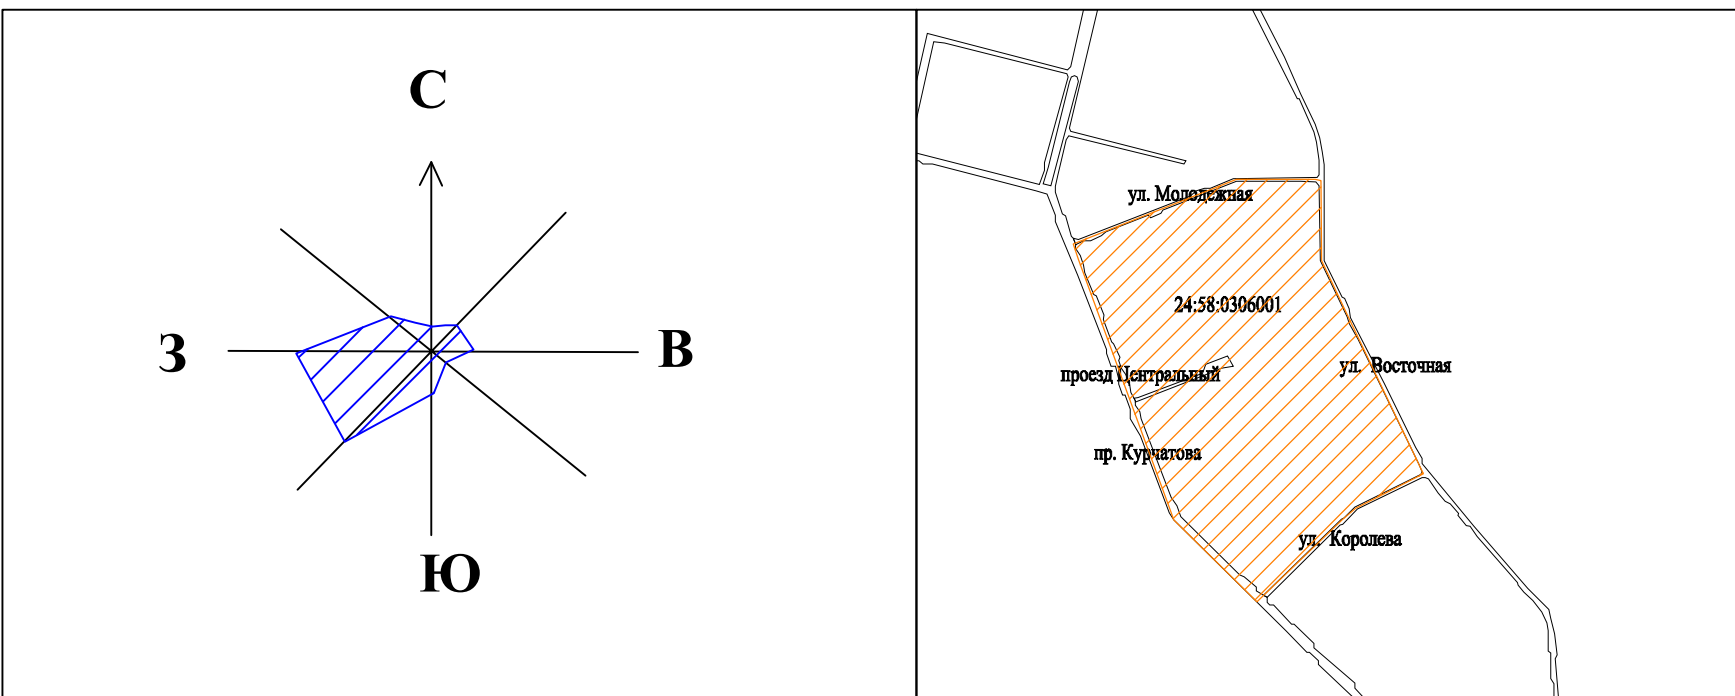 С
З
В
Ю
ул. Молодежная
24:58:0306001
ул. Восточная
проезд Центральный
пр. Курчатова
ул. Королева